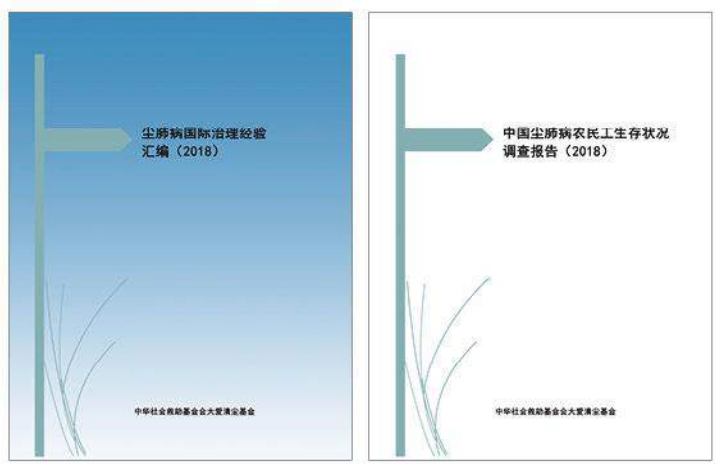 尘肺病国际治理经验
汇编（2018）
中华社会救助基金会大爱清尘基金
中国尘肺病农民工生存状况
调查报告（2018）
中华社会救助基金会大爱清尘基金